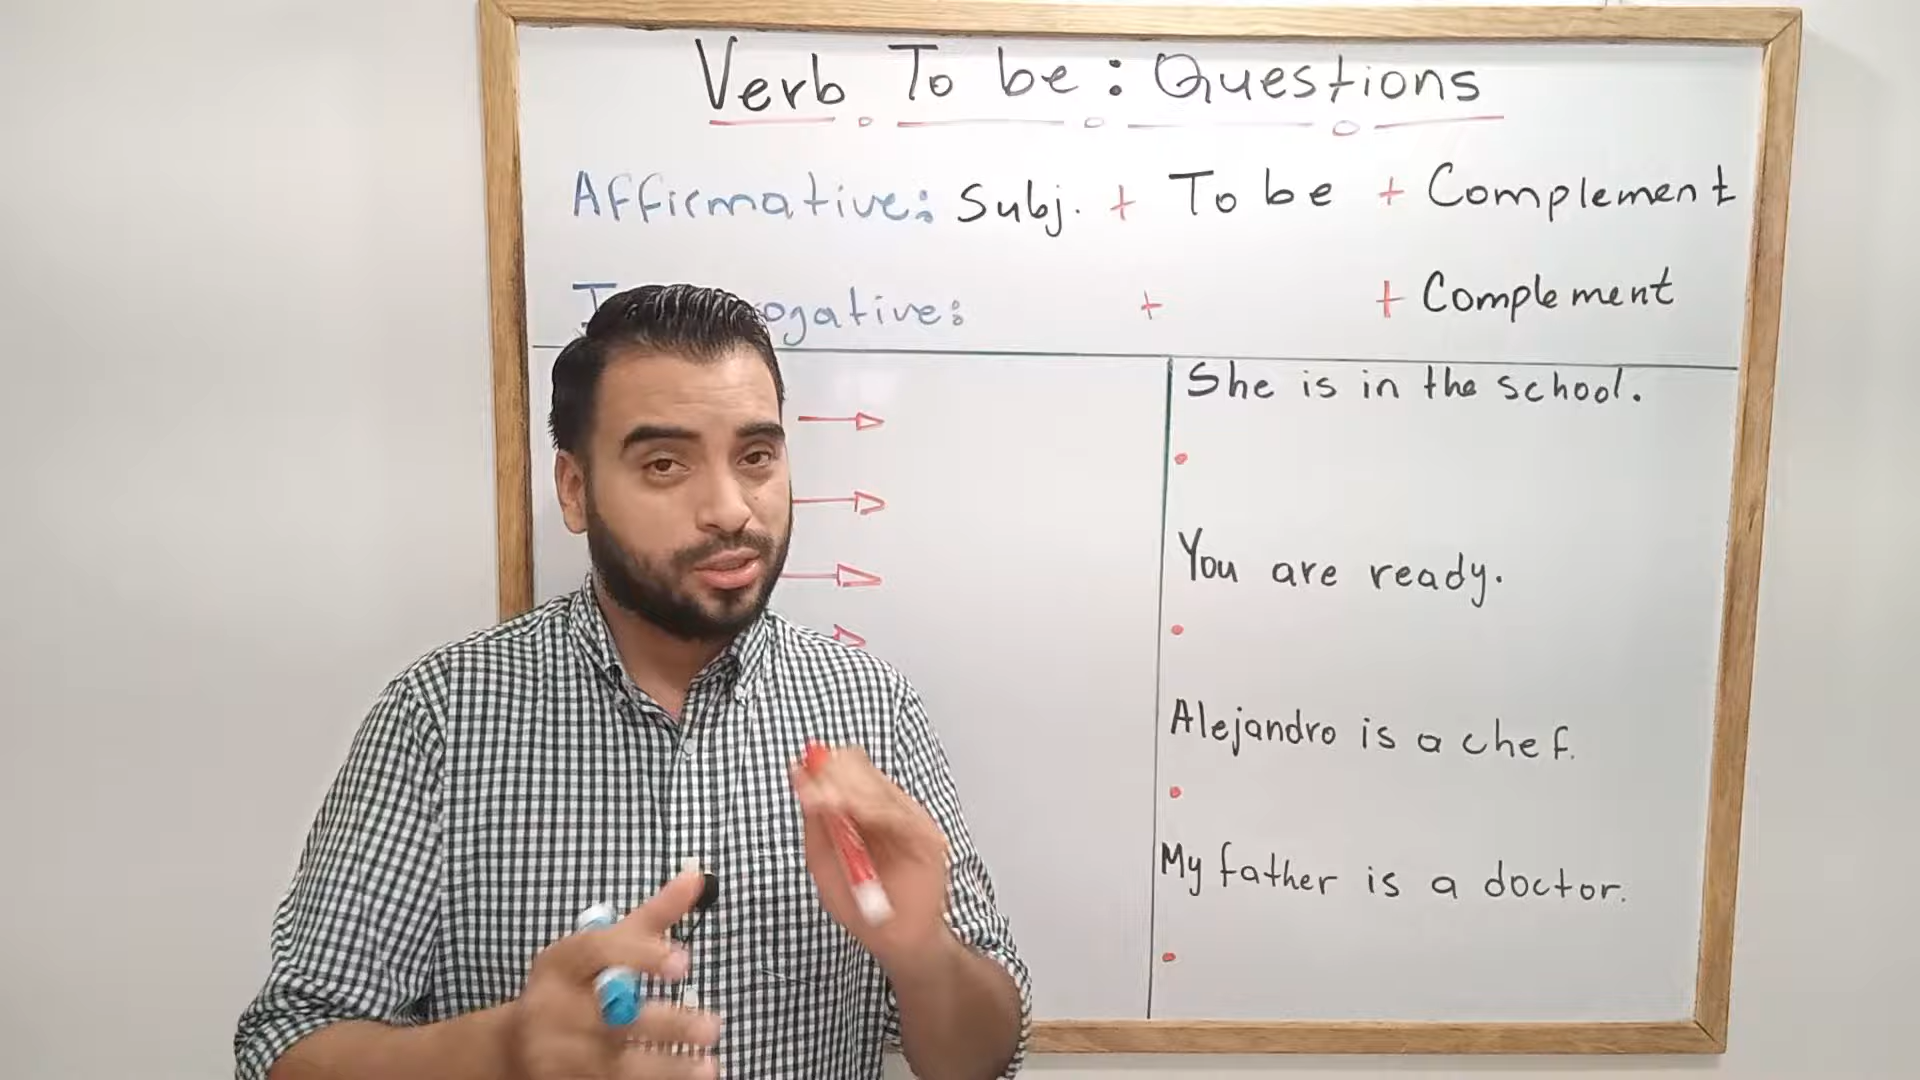 Verb To be: Questions
Affirmative: Subj. + To be + Complement
+ + Complement
She is in the school.
You are ready.
Alejandro is a chef.
My father is a doctor.